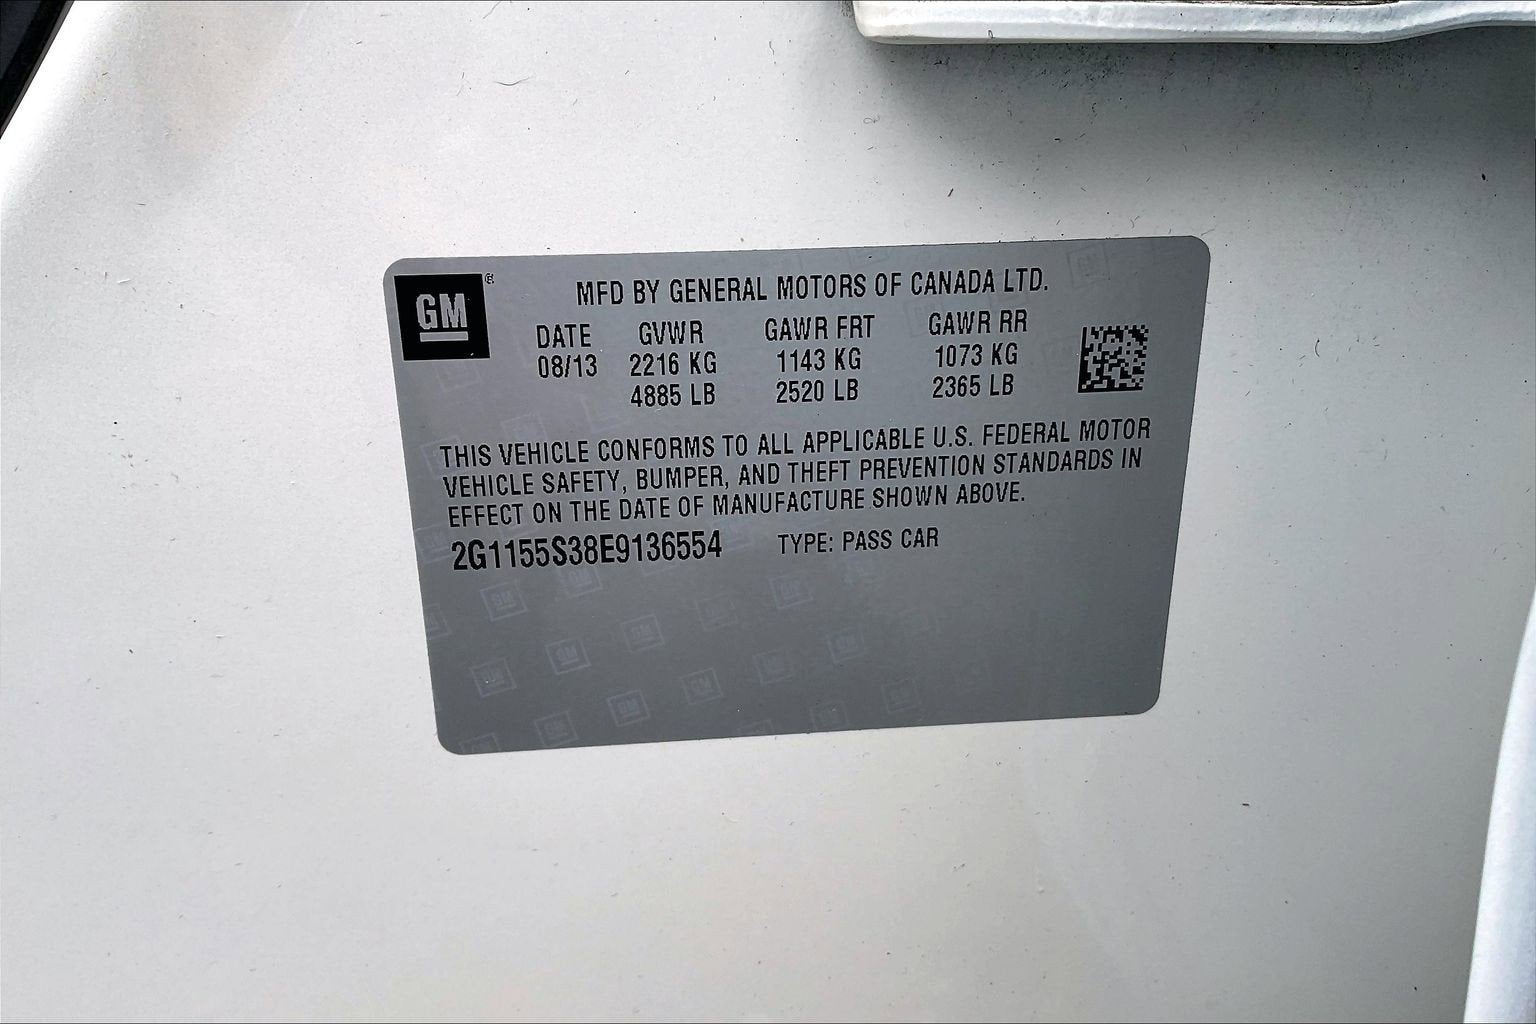 GM®
MFD BY GENERAL MOTORS OF CANADA LTD.
DATE GVWR GAWR FRT GAWR RR
08/13 2216 KG 1143 KG 1073 KG
4885 LB 2520 LB 2365 LB
THIS VEHICLE CONFORMS TO ALL APPLICABLE U.S. FEDERAL MOTOR
VEHICLE SAFETY, BUMPER, AND THEFT PREVENTION STANDARDS IN
EFFECT ON THE DATE OF MANUFACTURE SHOWN ABOVE.
2G1155S38E9136554 TYPE: PASS CAR